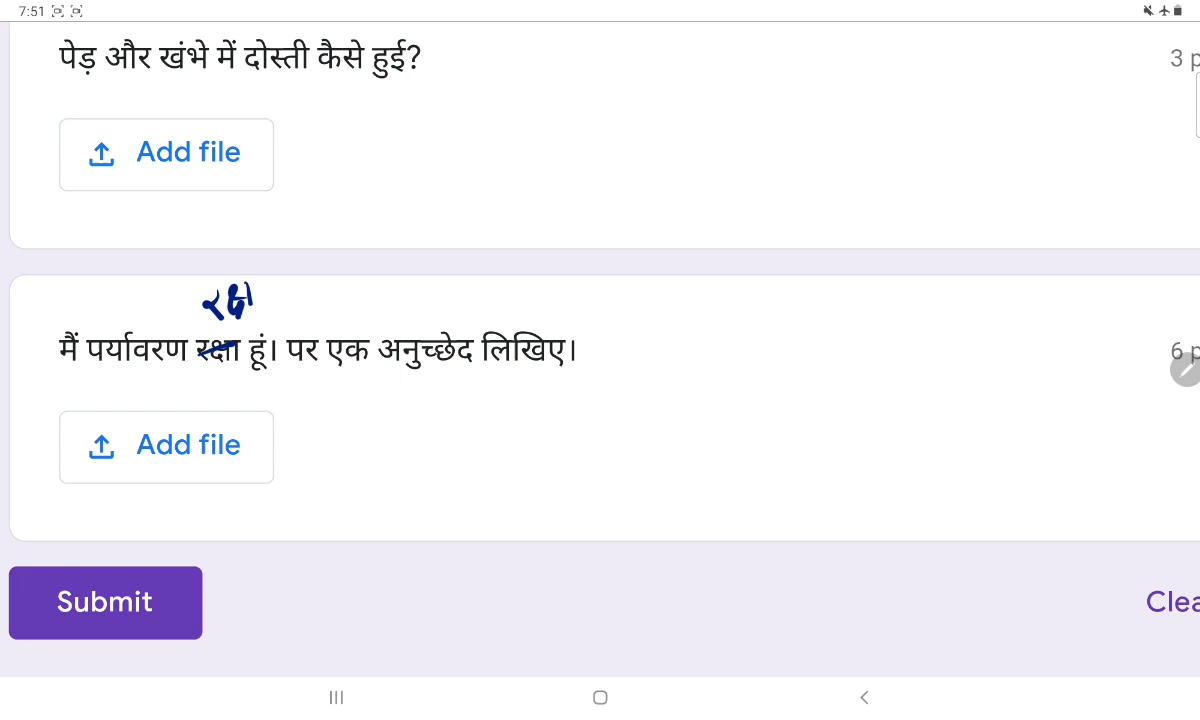 7:51
पेड़ और खंभे में दोस्ती कैसे हुई?
3 p
Add file
रक्षा
मैं पर्यावरण रक्षा हूं। पर एक अनुच्छेद लिखिए।
6 p
Add file
Submit
Clea